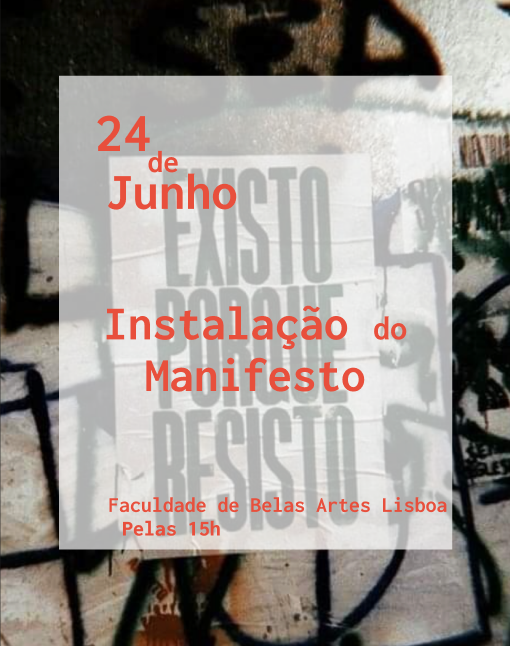 24
de
Junho
EXISTO
PORQUE
RESISTO
Instalação do
Manifesto
Faculdade de Belas Artes Lisboa
Pelas 15h